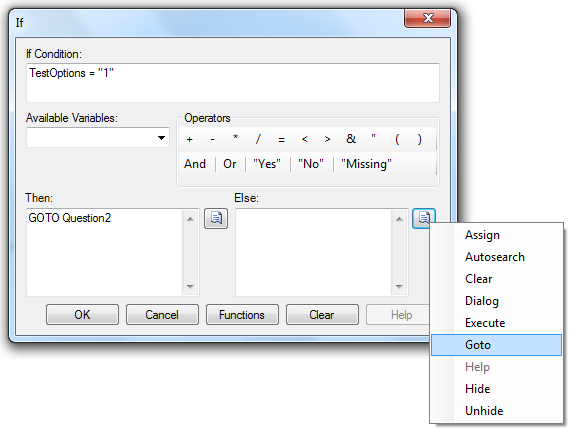 If
If Condition:
TestOptions = "1"
Available Variables:
Operators
+ - * / = < > & " ( )
And Or "Yes" "No" "Missing"
Then:
Else:
GOTO Question2
OK Cancel Functions Clear Help
Assign
Autosearch
Clear
Dialog
Execute
Goto
Help
Hide
Unhide